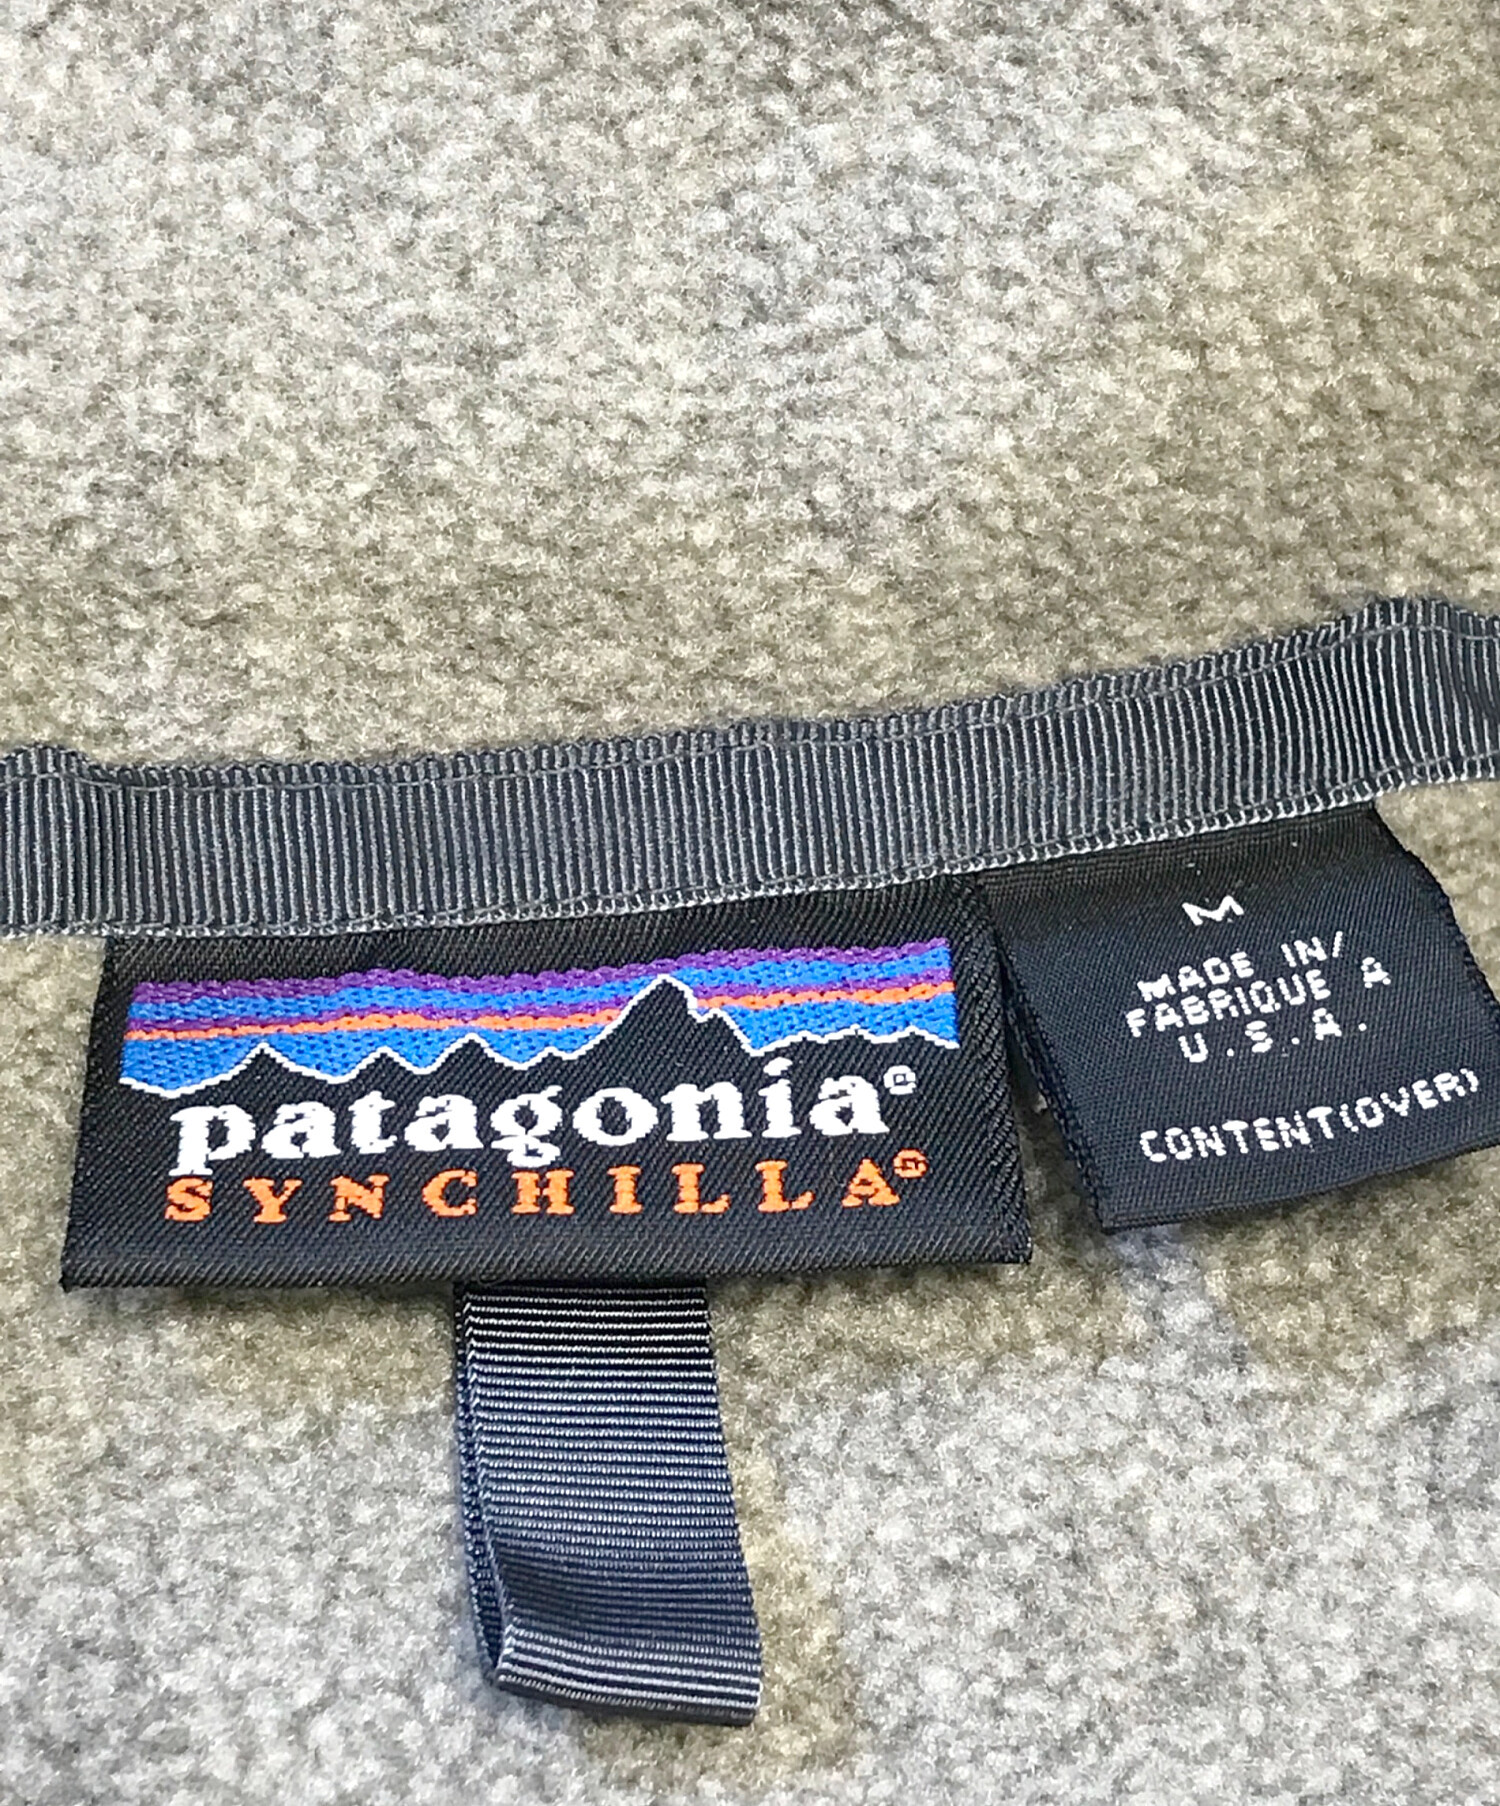 patagonia®
SYNCHILLA®
M
MADE IN/
FABRIQUE A
U.S.A.
CONTENT(OVER)